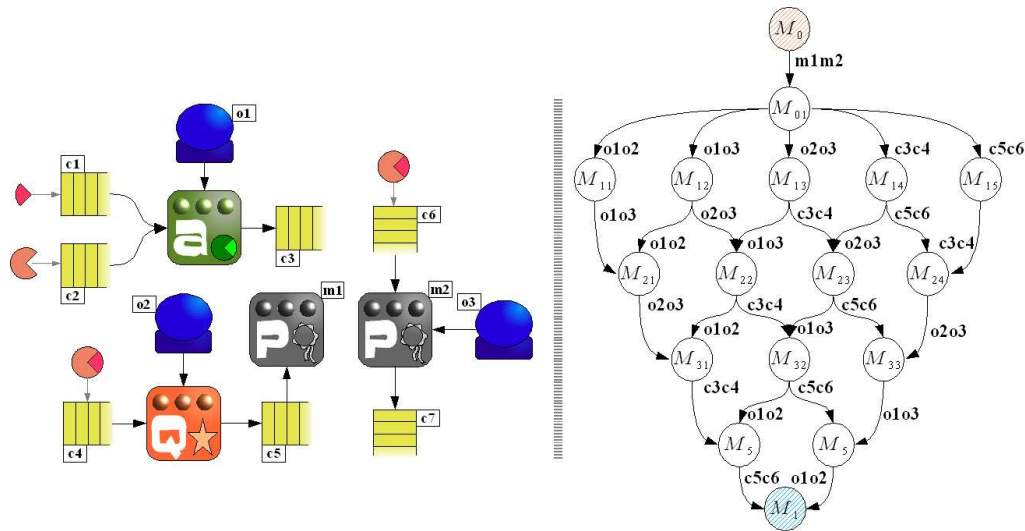 o1
c1
a
c2
c3
c6
o2
m1
m2
o3
P
P
Q
c4
c5
c7
M0
m1m2
M01
o1o2
o1o3
o2o3
c3c4
c5c6
M11
M12
M13
M14
M15
o1o3
o2o3
c3c4
c5c6
o1o2
o1o3
o2o3
c3c4
M21
M22
M23
M24
o2o3
c3c4
c5c6
o1o2
o1o3
o2o3
M31
M32
M33
c3c4
c5c6
o1o2
o1o3
M5
M5
c5c6
o1o2
M1